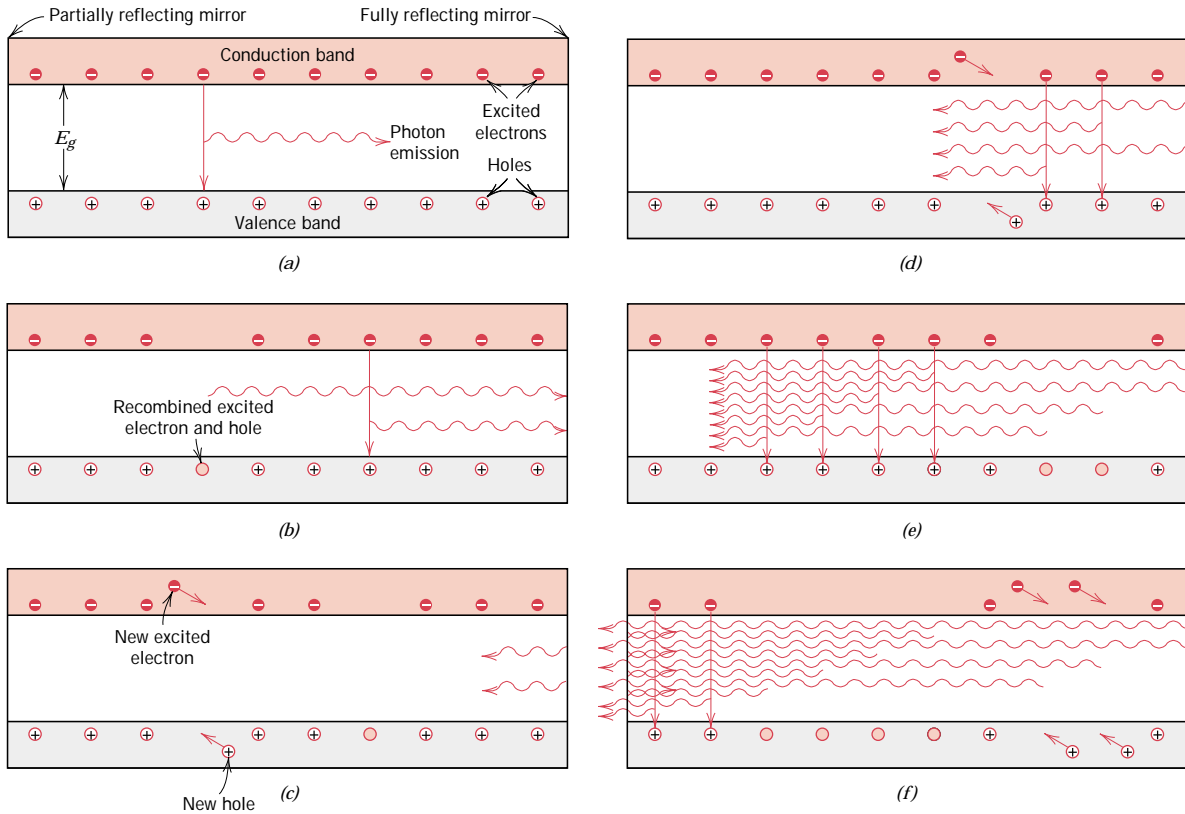 Partially reflecting mirror
Fully reflecting mirror
Conduction band
E_g
Photon
emission
Excited
electrons
Holes
Valence band
(a)
(d)
Recombined excited
electron and hole
(b)
(e)
New excited
electron
New hole
(c)
(f)